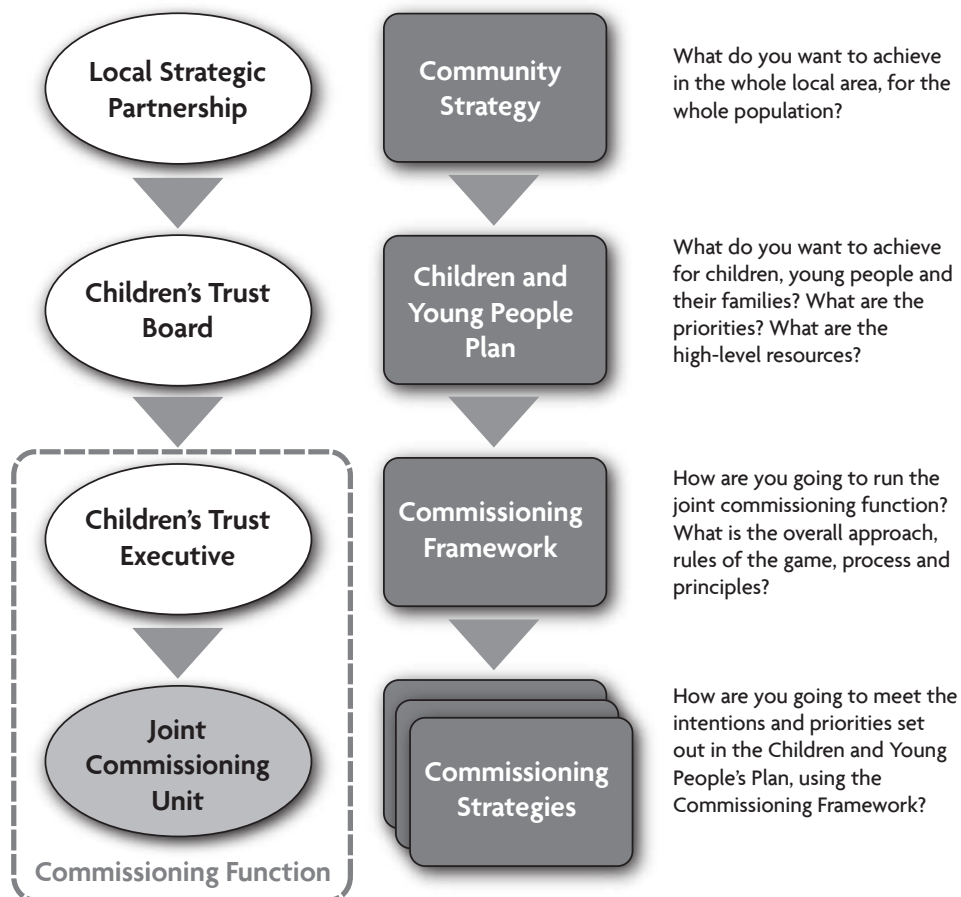 Local Strategic
Partnership
Community
Strategy
What do you want to achieve
in the whole local area, for the
whole population?
Children’s Trust
Board
Children and
Young People
Plan
What do you want to achieve
for children, young people and
their families? What are the
priorities? What are the
high-level resources?
Children’s Trust
Executive
Commissioning
Framework
How are you going to run the
joint commissioning function?
What is the overall approach,
rules of the game, process and
principles?
Joint
Commissioning
Unit
Commissioning
Strategies
How are you going to meet the
intentions and priorities set
out in the Children and Young
People’s Plan, using the
Commissioning Framework?
Commissioning Function